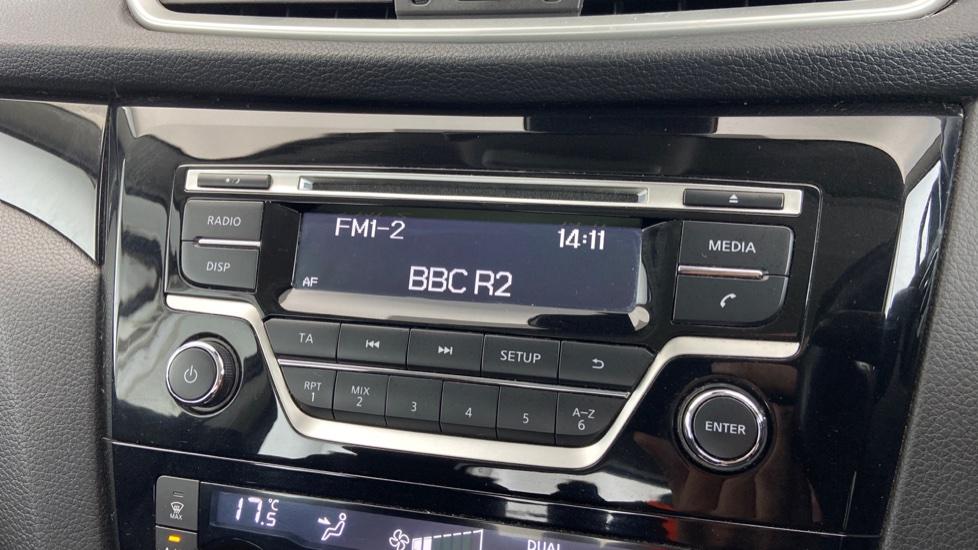 RADIO
DISP
FM1-2
14:11
AF
BBC R2
MEDIA
TA
SETUP
RPT
1
MIX
2
3
4
5
A-Z
6
ENTER
MAX
17.5°C
DUAL